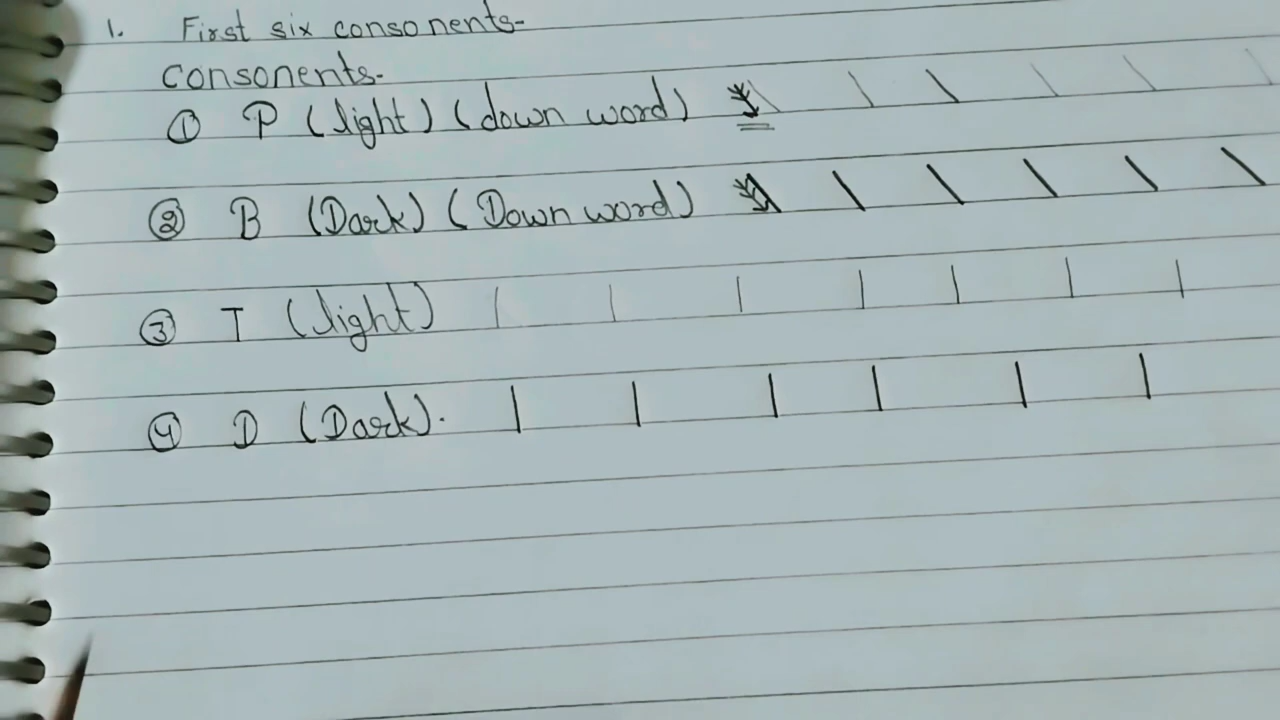 1. First six consonents-
consonents-
① P (light) (down word)
② B (Dark) (Down word)
③ T (light)
④ D (Dark).